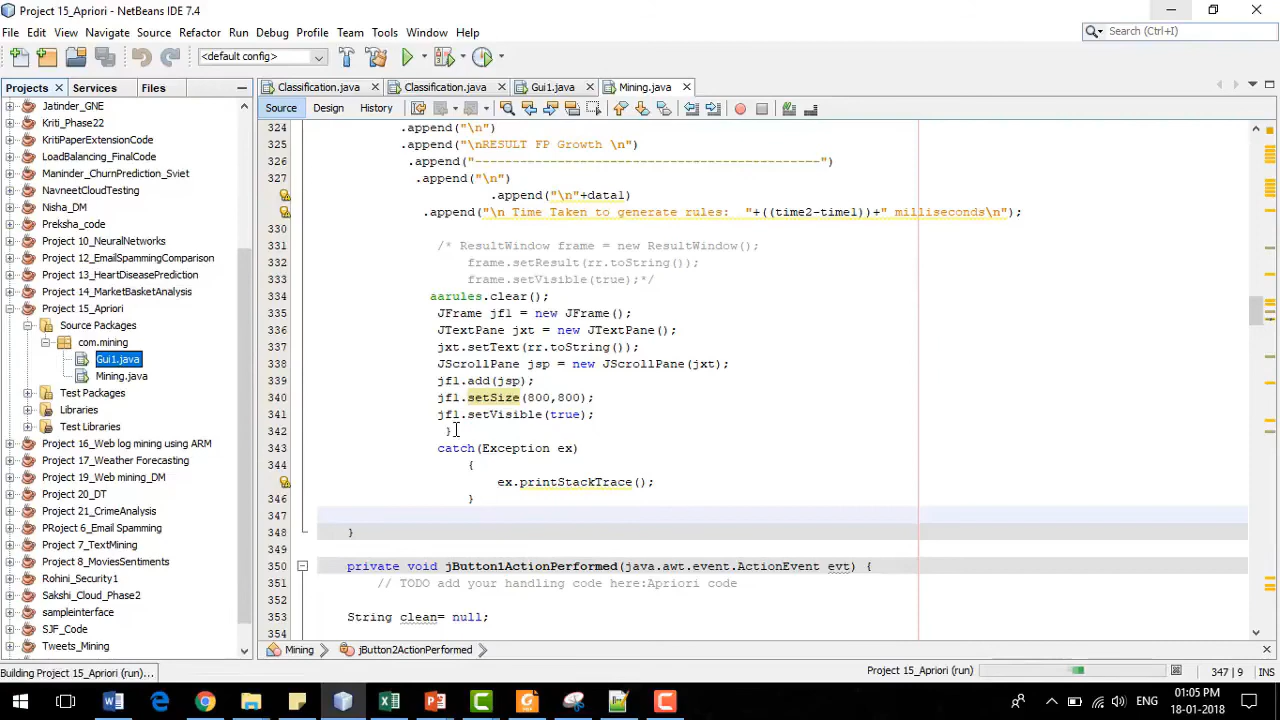 Project 15_Apriori - NetBeans IDE 7.4
File Edit View Navigate Source Refactor Run Debug Profile Team Tools Window Help
Search (Ctrl+I)
<default config>
Projects Services Files
Classification.java Classification.java Gui1.java Mining.java
Source Design History
Jatinder_GNE
Kriti_Phase22
KritiPaperExtensionCode
LoadBalancing_FinalCode
Maninder_ChurnPrediction_Sviet
NavneetCloudTesting
Nisha_DM
Preksha_code
Project 10_NeuralNetworks
Project 12_EmailSpammingComparison
Project 13_HeartDiseasePrediction
Project 14_MarketBasketAnalysis
Project 15_Apriori
Source Packages
com.mining
Gui1.java
Mining.java
Test Packages
Libraries
Test Libraries
Project 16_Web log mining using ARM
Project 17_Weather Forecasting
Project 19_Web mining_DM
Project 20_DT
Project 21_CrimeAnalysis
PRoject 6_Email Spamming
Project 7_TextMining
Project 8_MoviesSentiments
Rohini_Security1
Sakshi_Cloud_Phase2
sampleinterface
SJF_Code
Tweets_Mining
324 .append("\n")
325 .append("\nRESULT FP Growth \n")
326 .append("----------------------------------------------")
327 .append("\n")
.append("\n"+data1)
.append("\n Time Taken to generate rules: "+((time2-time1))+" milliseconds\n");
330
331 /* ResultWindow frame = new ResultWindow();
332 frame.setResult(rr.toString());
333 frame.setVisible(true);*/
334 aarules.clear();
335 JFrame jf1 = new JFrame();
336 JTextPane jxt = new JTextPane();
337 jxt.setText(rr.toString());
338 JScrollPane jsp = new JScrollPane(jxt);
339 jf1.add(jsp);
340 jf1.setSize(800,800);
341 jf1.setVisible(true);
342 }
343 catch(Exception ex)
344 {
ex.printStackTrace();
346 }
347
348 }
349
350 private void jButton1ActionPerformed(java.awt.event.ActionEvent evt) {
351 // TODO add your handling code here:Apriori code
352
353 String clean= null;
354
Mining jButton2ActionPerformed
Building Project 15_Apriori (run)... Project 15_Apriori (run) 347 | 9 INS
ENG
01:05 PM
18-01-2018